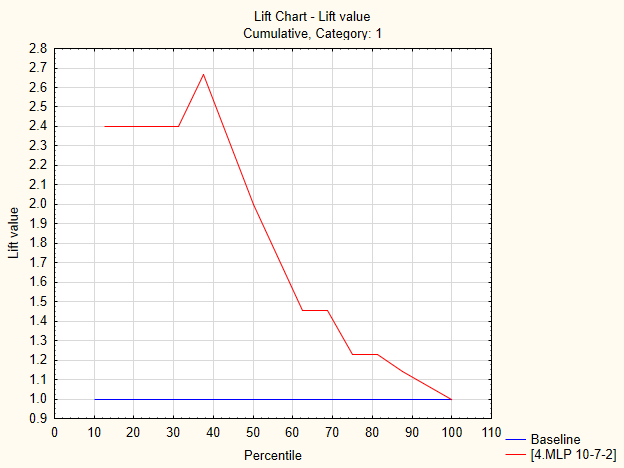 Lift Chart - Lift value
Cumulative, Category: 1
2.8
2.7
2.6
2.5
2.4
2.3
2.2
2.1
2.0
1.9
1.8
1.7
1.6
1.5
1.4
1.3
1.2
1.1
1.0
0.9
Lift value
0 10 20 30 40 50 60 70 80 90 100 110
Percentile
Baseline
[4.MLP 10-7-2]